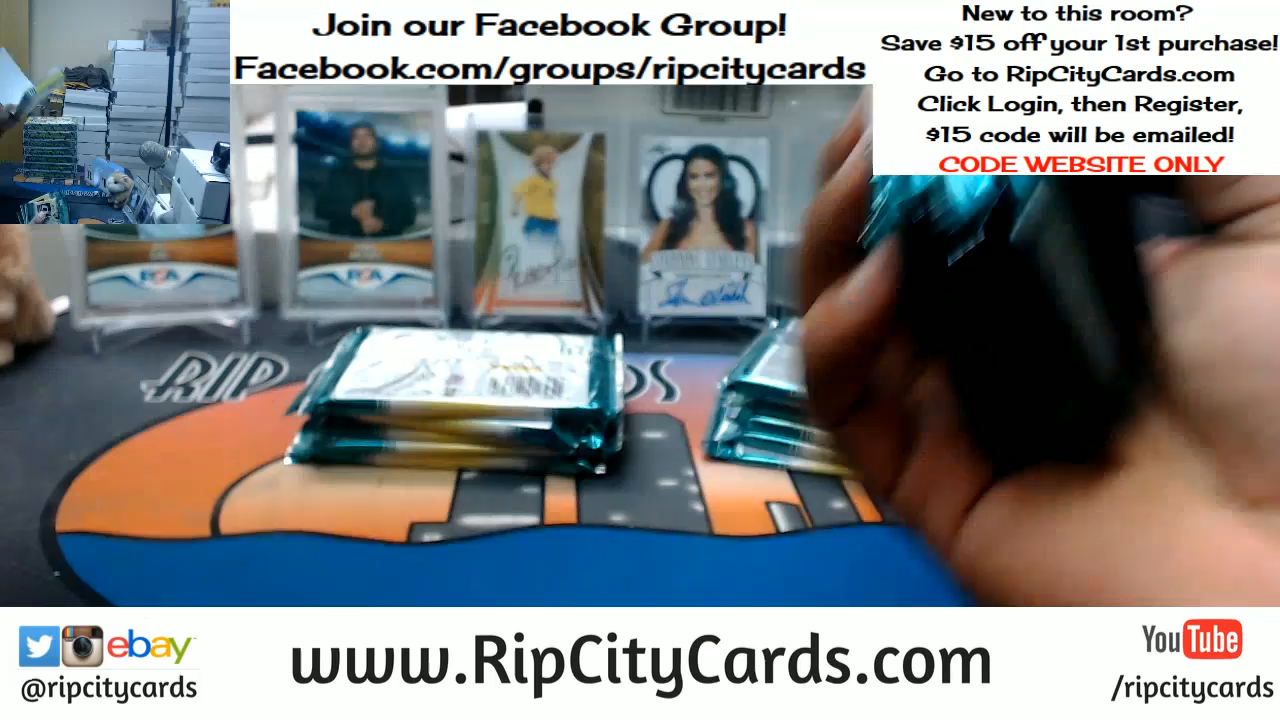 Join our Facebook Group!
Facebook.com/groups/ripcitycards
New to this room?
Save $15 off your 1st purchase!
Go to RipCityCards.com
Click Login, then Register,
$15 code will be emailed!
CODE WEBSITE ONLY
RIP
ebay
@ripcitycards
www.RipCityCards.com
YouTube
/ripcitycards